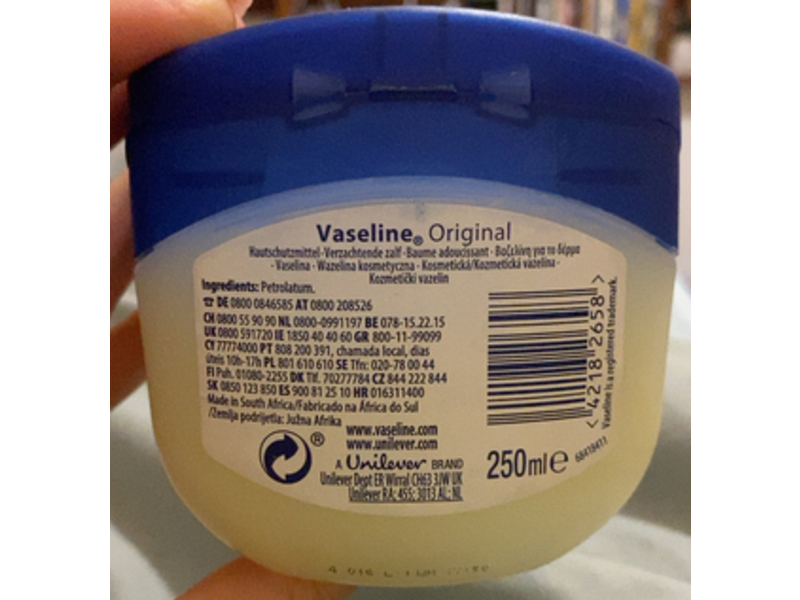 Vaseline® Original
Hautschutzmittel-Verzachtende zalf-Baume adoucissant - Βαζελίνη για το δέρμα
- Vaselina - Wazelina kosmetyczna - Kosmetická/Kozmetická vazelina -
Kozmetički vazelin
Ingredients: Petrolatum.
☎ DE 0800 0846585 AT 0800 208526
CH 0800 55 90 90 NL 0800-0991197 BE 078-15.22.15
UK 0800 591720 IE 1850 40 40 60 GR 800-11-99099
CY 77774000 PT 808 200 391, chamada local, dias
úteis 10h-17h PL 801 610 610 SE Tfn: 020-78 00 44
FI Puh. 01080-2255 DK Tlf. 70277784 CZ 844 222 844
SK 0850 123 850 ES 900 81 25 10 HR 016311400
Made in South Africa/Fabricado na África do Sul
/Zemlja podrijetla: Južna Afrika
www.vaseline.com
www.unilever.com
®
A Unilever BRAND
Unilever Dept ER Wirral CH63 3JW UK
Unilever RA; 455; 3013 AL; NL
250ml℮
<42182658>
Vaseline is a registered trademark.
68419411